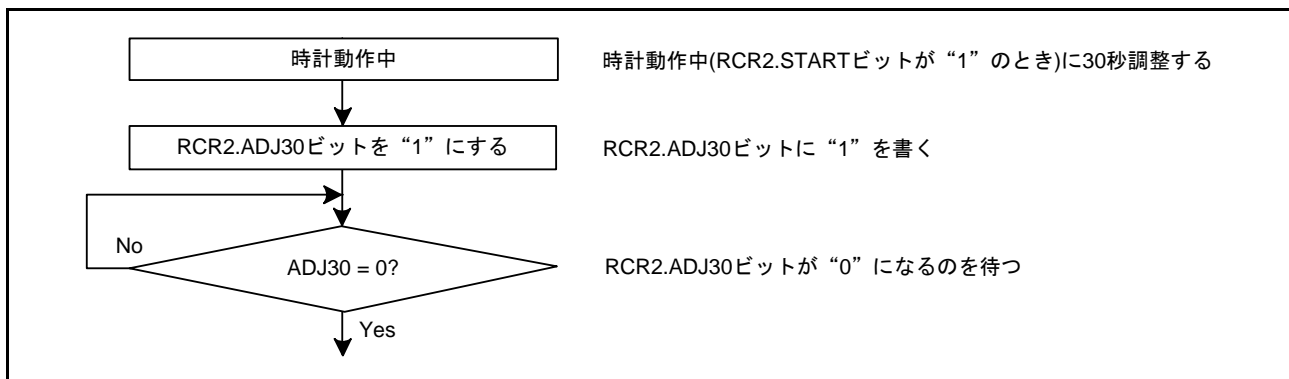 時計動作中
時計動作中(RCR2.STARTビットが“1”のとき)に30秒調整する
RCR2.ADJ30ビットを“1”にする
RCR2.ADJ30ビットに“1”を書く
No
ADJ30 = 0?
RCR2.ADJ30ビットが“0”になるのを待つ
Yes